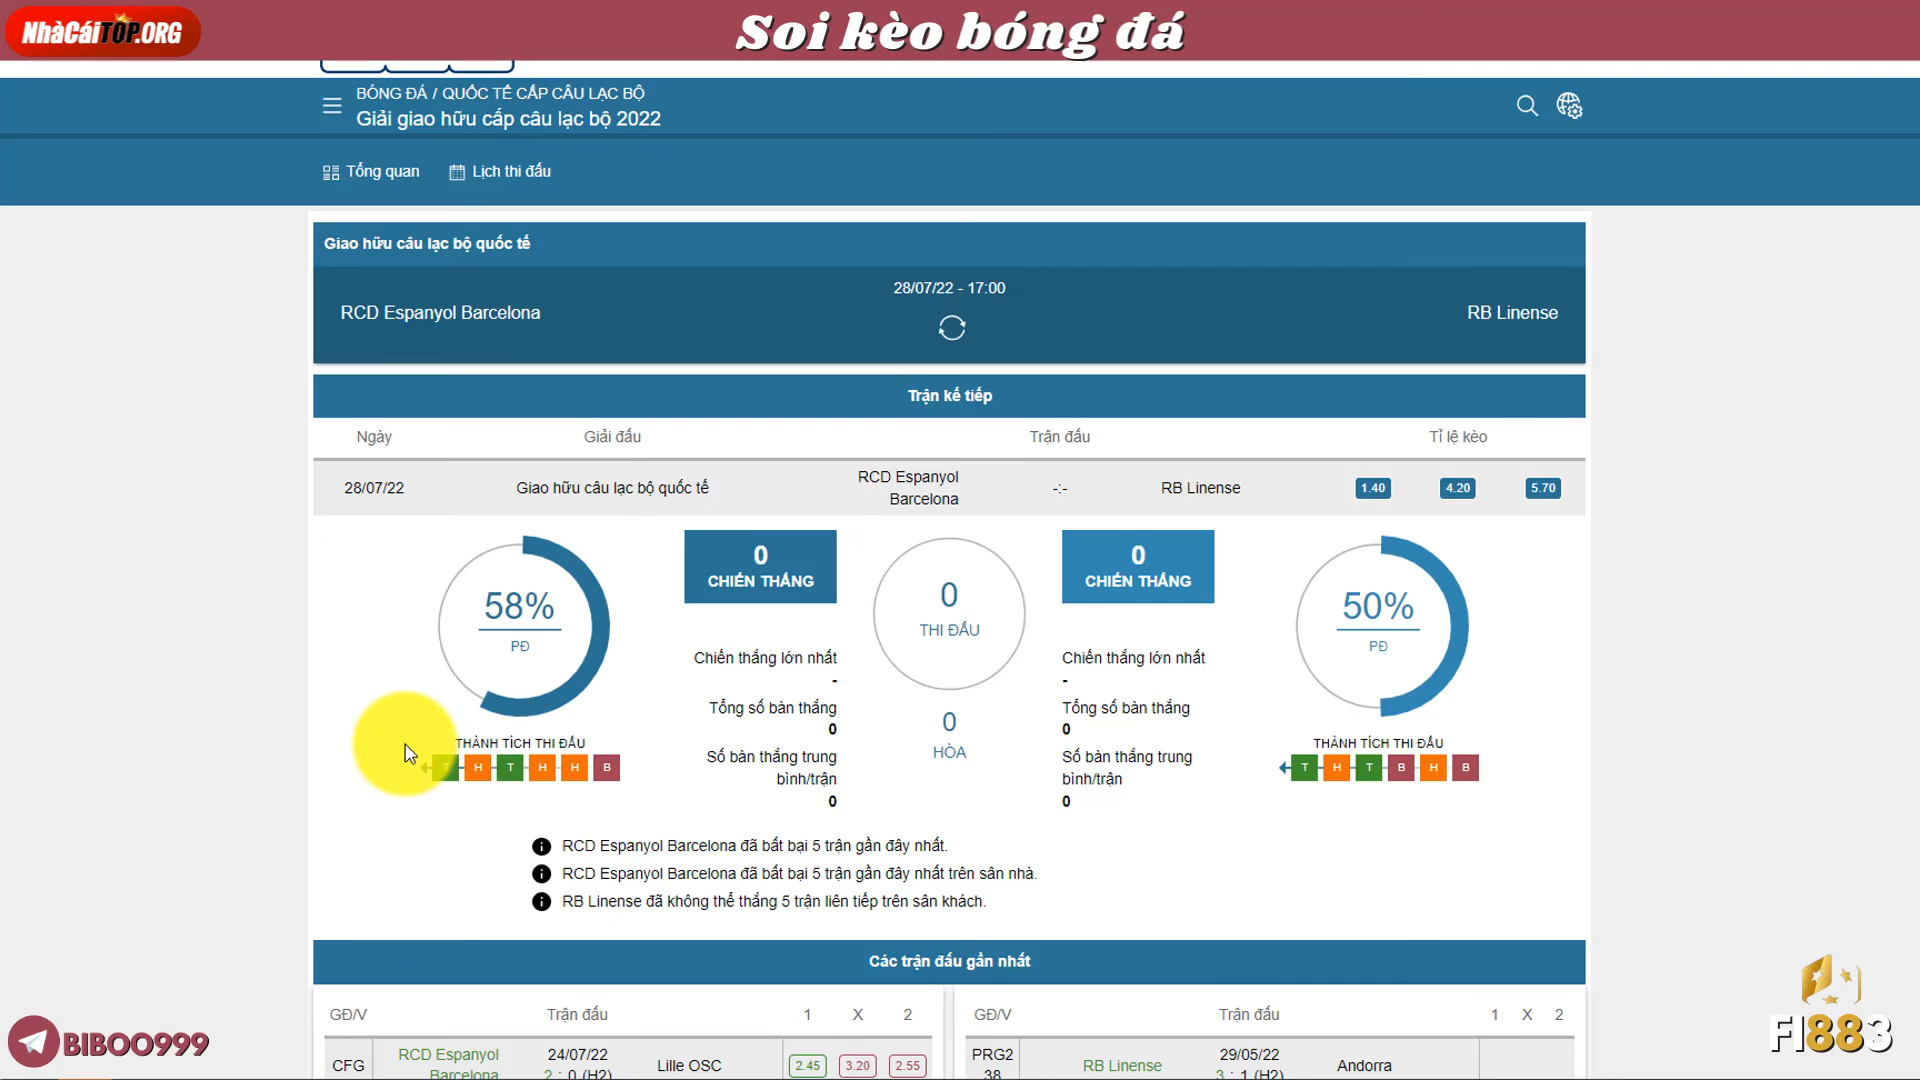 NhàCáiTOP.ORG
Soi kèo bóng đá
BÓNG ĐÁ / QUỐC TẾ CẤP CÂU LẠC BỘ
Giải giao hữu cấp câu lạc bộ 2022
Tổng quan
Lịch thi đấu
Giao hữu câu lạc bộ quốc tế
28/07/22 - 17:00
RCD Espanyol Barcelona
RB Linense
Trận kế tiếp
Ngày Giải đấu Trận đấu Tỉ lệ kèo
28/07/22 Giao hữu câu lạc bộ quốc tế RCD Espanyol Barcelona -:- RB Linense 1.40 4.20 5.70
58%
PĐ
THÀNH TÍCH THI ĐẤU
T H T H H B
0
CHIẾN THẮNG
Chiến thắng lớn nhất
-
Tổng số bàn thắng
0
Số bàn thắng trung
bình/trận
0
0
THI ĐẤU
0
HÒA
0
CHIẾN THẮNG
Chiến thắng lớn nhất
-
Tổng số bàn thắng
0
Số bàn thắng trung
bình/trận
0
50%
PĐ
THÀNH TÍCH THI ĐẤU
T H T B H B
RCD Espanyol Barcelona đã bất bại 5 trận gần đây nhất.
RCD Espanyol Barcelona đã bất bại 5 trận gần đây nhất trên sân nhà.
RB Linense đã không thể thắng 5 trận liên tiếp trên sân khách.
Các trận đấu gần nhất
GĐ/V Trận đấu 1 X 2
CFG RCD Espanyol Barcelona 24/07/22 2 : 0 (H2) Lille OSC 2.45 3.20 2.55
GĐ/V Trận đấu 1 X 2
PRG2 38 RB Linense 29/05/22 3 : 1 (H2) Andorra
BIBOO999
FI883